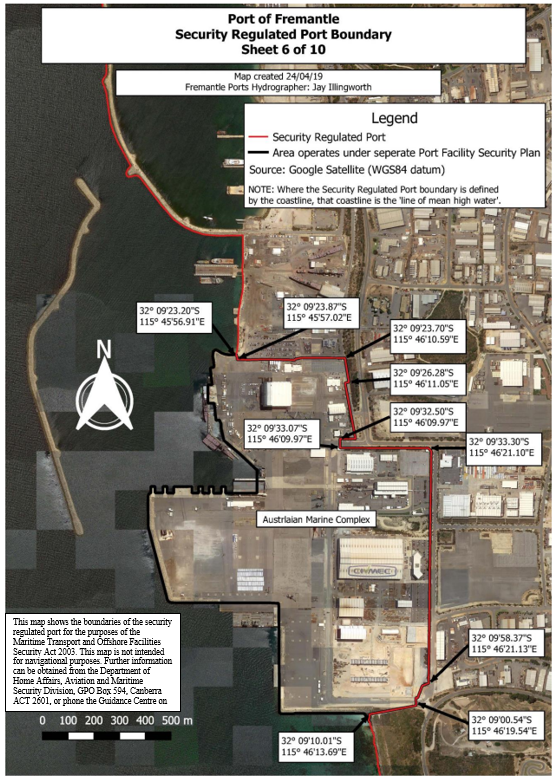 Port of Fremantle
Security Regulated Port Boundary
Sheet 6 of 10
Map created 24/04/19
Fremantle Ports Hydrographer: Jay Illingworth
Legend
Security Regulated Port
Area operates under seperate Port Facility Security Plan
Source: Google Satellite (WGS84 datum)
NOTE: Where the Security Regulated Port boundary is defined
by the coastline, that coastline is the 'line of mean high water'.
32° 09'23.20"S
115° 45'56.91"E
32° 09'23.87"S
115° 45'57.02"E
32° 09'23.70"S
115° 46'10.59"E
32° 09'26.28"S
115° 46'11.05"E
32° 09'32.50"S
115° 46'09.97"E
32° 09'33.07"S
115° 46'09.97"E
32° 09'33.30"S
115° 46'21.10"E
N
Austrlaian Marine Complex
CIVMEC
This map shows the boundaries of the security
regulated port for the purposes of the
Maritime Transport and Offshore Facilities
Security Act 2003. This map is not intended
for navigational purposes. Further information
can be obtained from the Department of
Home Affairs, Aviation and Maritime
Security Division, GPO Box 594, Canberra
ACT 2601, or phone the Guidance Centre on
32° 09'58.37"S
115° 46'21.13"E
32° 09'00.54"S
115° 46'19.54"E
32° 09'10.01"S
115° 46'13.69"E
0 100 200 300 400 500 m